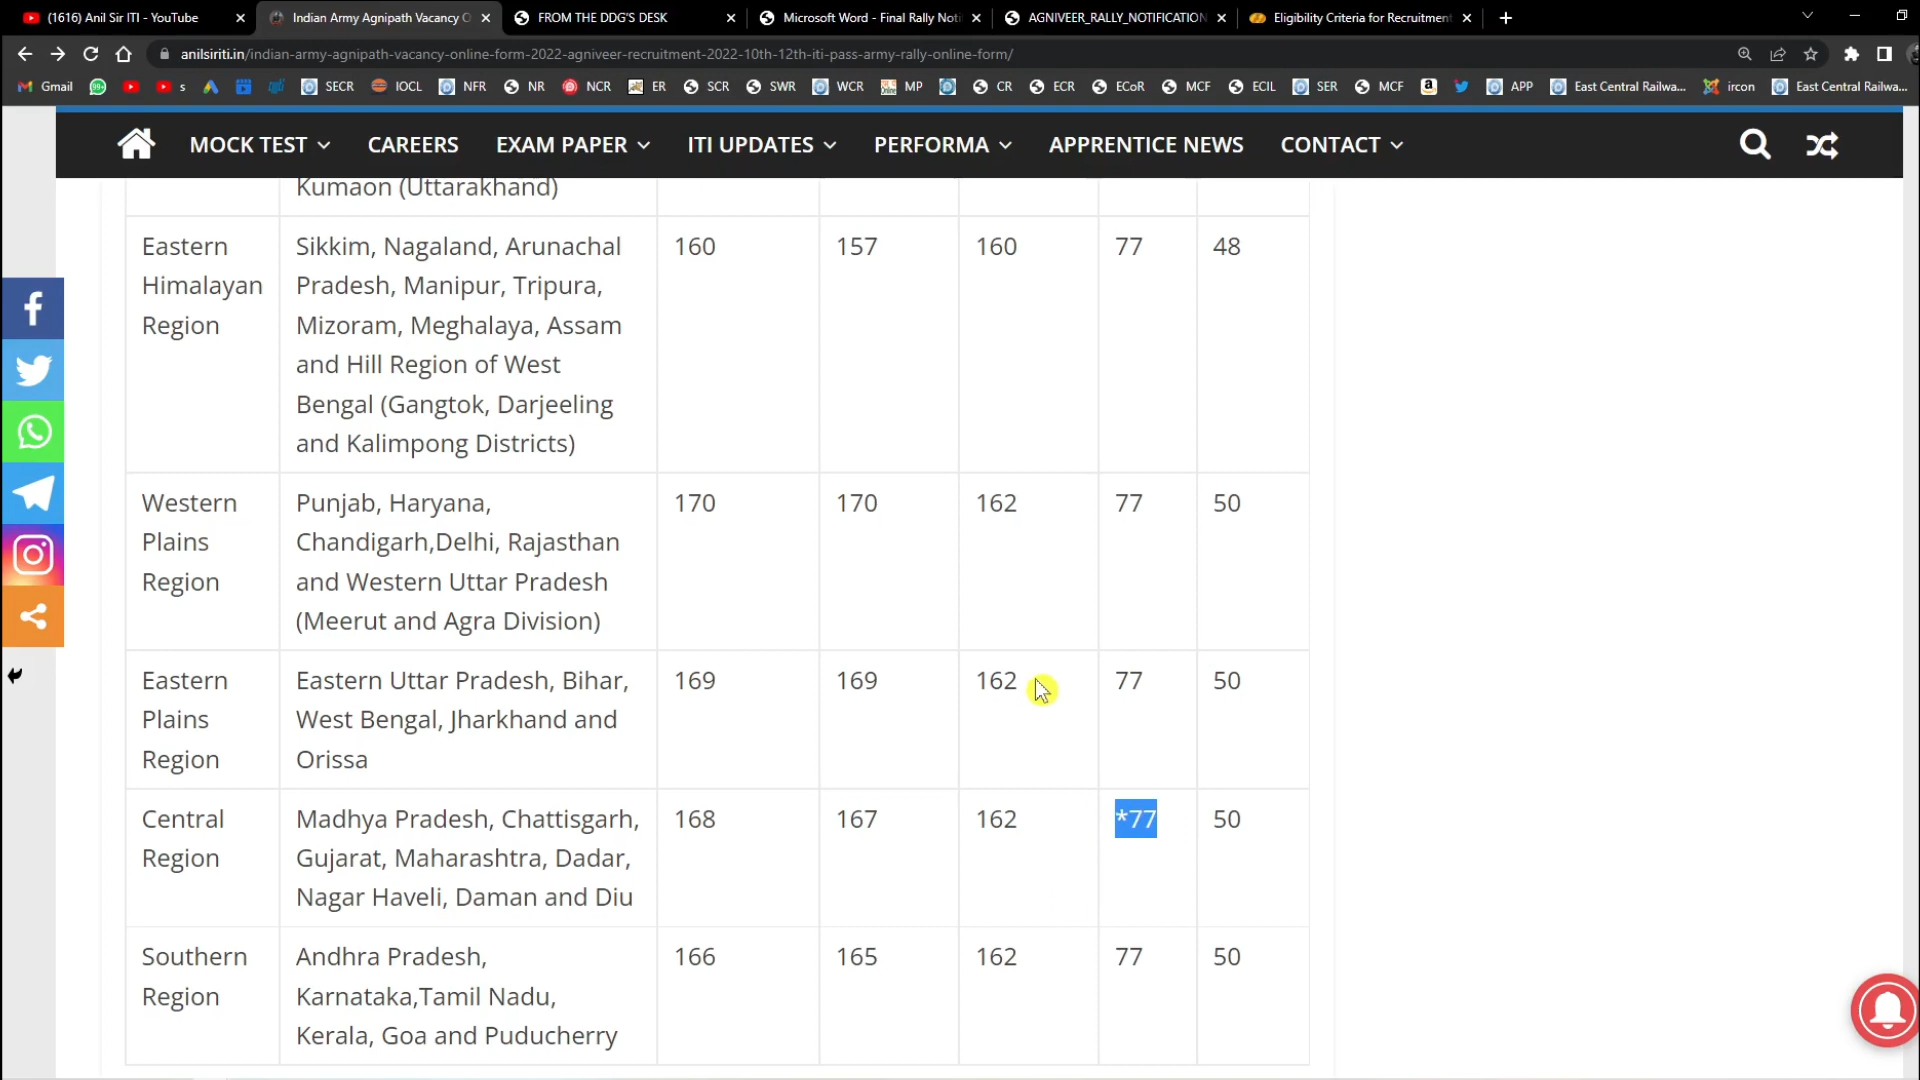 (1616) Anil Sir ITI - YouTube
Indian Army Agnipath Vacancy O
FROM THE DDG'S DESK
Microsoft Word - Final Rally Noti
AGNIVEER_RALLY_NOTIFICATION
Eligibility Criteria for Recruitment
anilsiriti.in/indian-army-agnipath-vacancy-online-form-2022-agniveer-recruitment-2022-10th-12th-iti-pass-army-rally-online-form/
Gmail
s
SECR
IOCL
NFR
NR
NCR
ER
SCR
SWR
WCR
MP
CR
ECR
ECoR
MCF
ECIL
SER
MCF
APP
East Central Railwa...
ircon
East Central Railwa...
MOCK TEST
CAREERS
EXAM PAPER
ITI UPDATES
PERFORMA
APPRENTICE NEWS
CONTACT
Kumaon (Uttarakhand)
Eastern
Himalayan
Region
Sikkim, Nagaland, Arunachal
Pradesh, Manipur, Tripura,
Mizoram, Meghalaya, Assam
and Hill Region of West
Bengal (Gangtok, Darjeeling
and Kalimpong Districts)
160
157
160
77
48
Western
Plains
Region
Punjab, Haryana,
Chandigarh,Delhi, Rajasthan
and Western Uttar Pradesh
(Meerut and Agra Division)
170
170
162
77
50
Eastern
Plains
Region
Eastern Uttar Pradesh, Bihar,
West Bengal, Jharkhand and
Orissa
169
169
162
77
50
Central
Region
Madhya Pradesh, Chattisgarh,
Gujarat, Maharashtra, Dadar,
Nagar Haveli, Daman and Diu
168
167
162
*77
50
Southern
Region
Andhra Pradesh,
Karnataka,Tamil Nadu,
Kerala, Goa and Puducherry
166
165
162
77
50